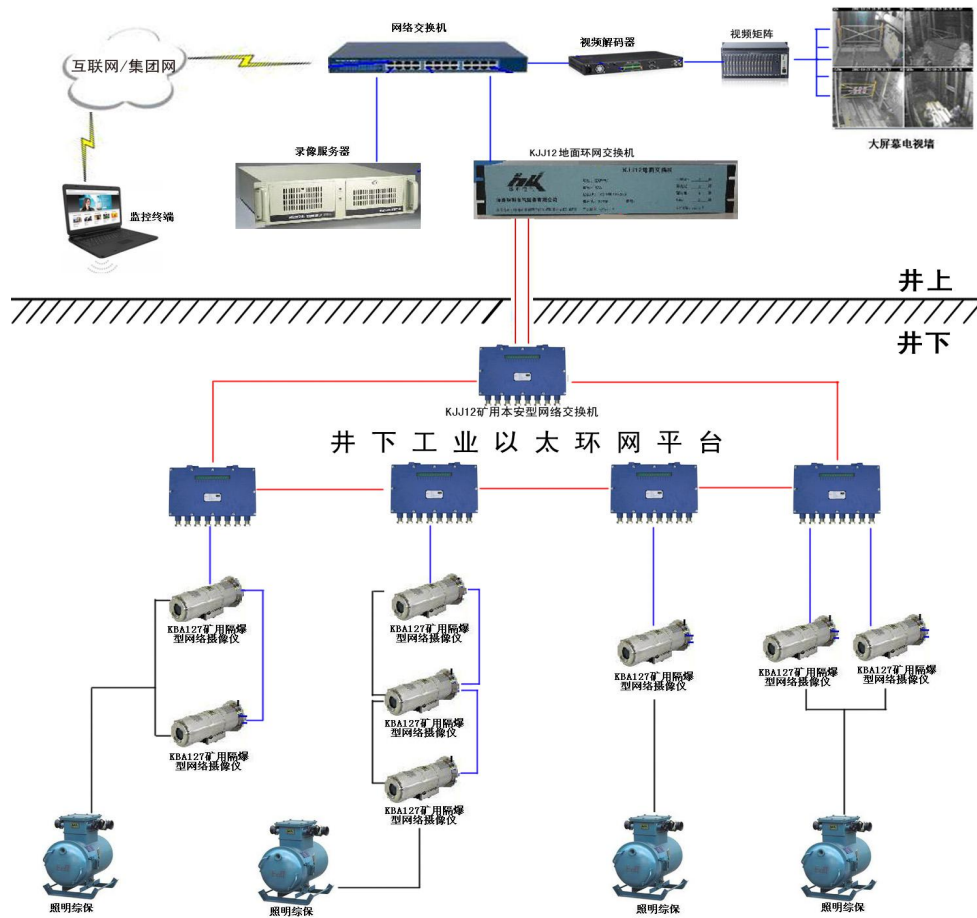 网络交换机
视频解码器
视频矩阵
互联网/集团网
大屏幕电视墙
录像服务器
KJJ12地面环网交换机
KJJ12地面交换机
监控终端
井上
井下
KJJ12矿用本安型网络交换机
井下工业以太环网平台
KBA127矿用隔爆
型网络摄像仪
KBA127矿用隔爆
型网络摄像仪
KBA127矿用隔爆
型网络摄像仪
KBA127矿用隔爆
型网络摄像仪
KBA127矿用隔爆
型网络摄像仪
KBA127矿用隔爆
型网络摄像仪
KBA127矿用隔爆
型网络摄像仪
KBA127矿用隔爆
型网络摄像仪
照明综保
照明综保
照明综保
照明综保